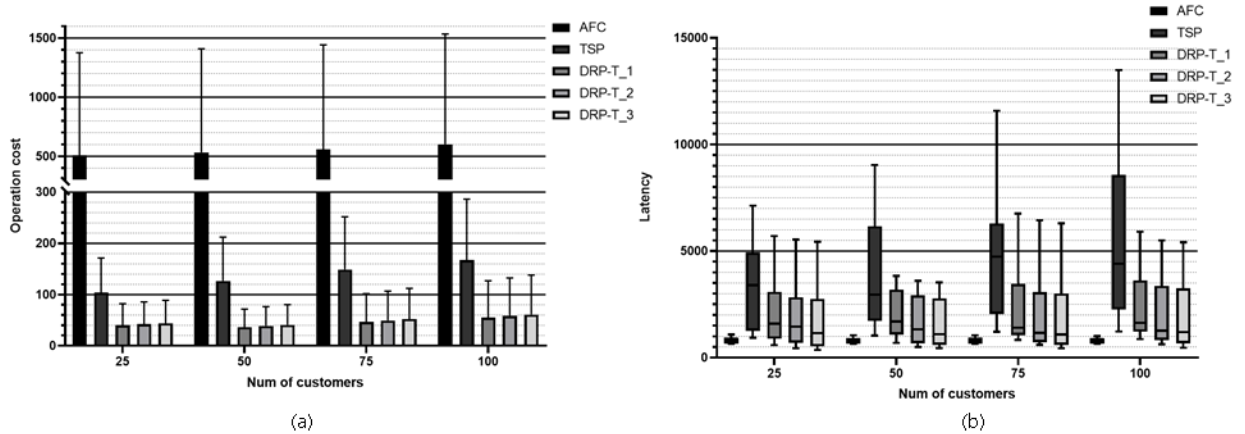 AFC
TSP
DRP-T_1
DRP-T_2
DRP-T_3
1500
1000
500
300
200
100
0
Operation cost
25 50 75 100
Num of customers
(a)
AFC
TSP
DRP-T_1
DRP-T_2
DRP-T_3
15000
10000
5000
0
Latency
25 50 75 100
Num of customers
(b)